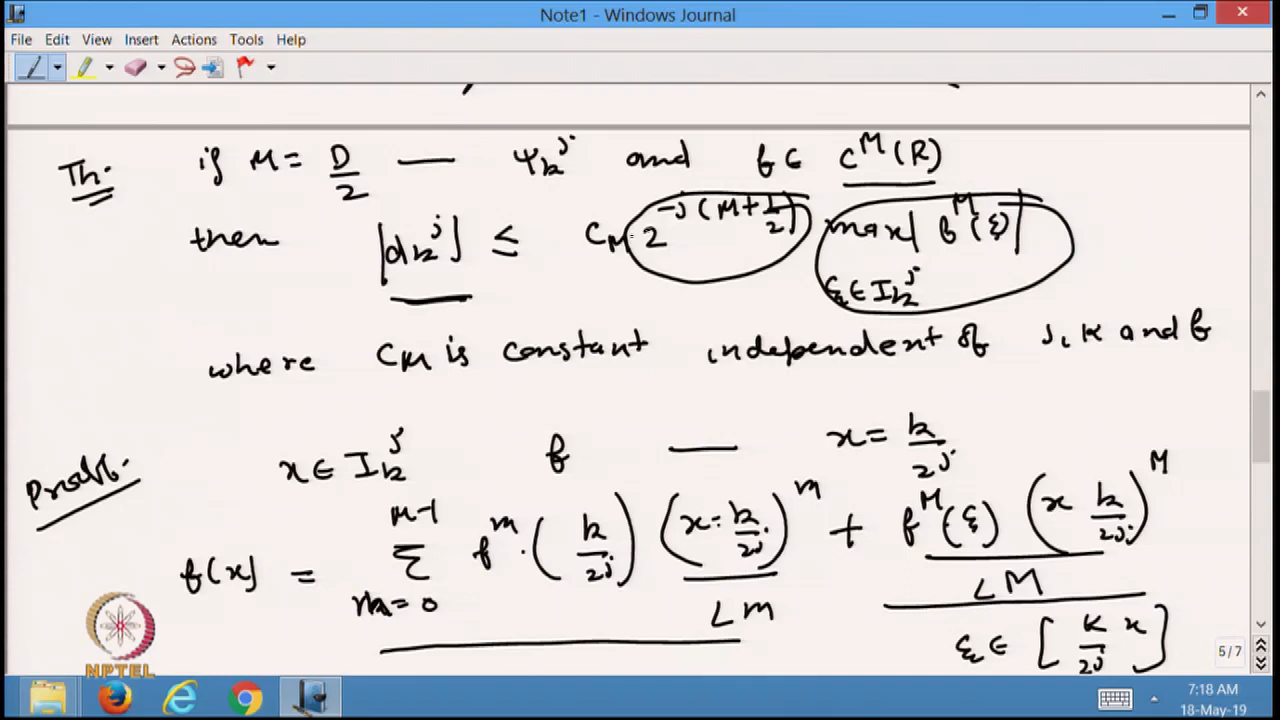 Note1 - Windows Journal
File Edit View Insert Actions Tools Help
Th: if M = D/2 — ψ_k^j and f ∈ C^M(R)
then |d_k^j| ≤ C_M 2^{-j(M+1/2)} max |f^M(ξ)|
ξ ∈ I_k^j
where C_M is constant independent of j, k and f
Proof: x ∈ I_k^j f — x = k/2^j
f(x) = Σ_{m=0}^{M-1} f^m · (k/2^j) (x - k/2^j)^m / ∠m + f^M(ξ) (x k/2^j)^M / ∠M
ξ ∈ [k/2^j x]
NPTEL
5/7
7:18 AM
18-May-19